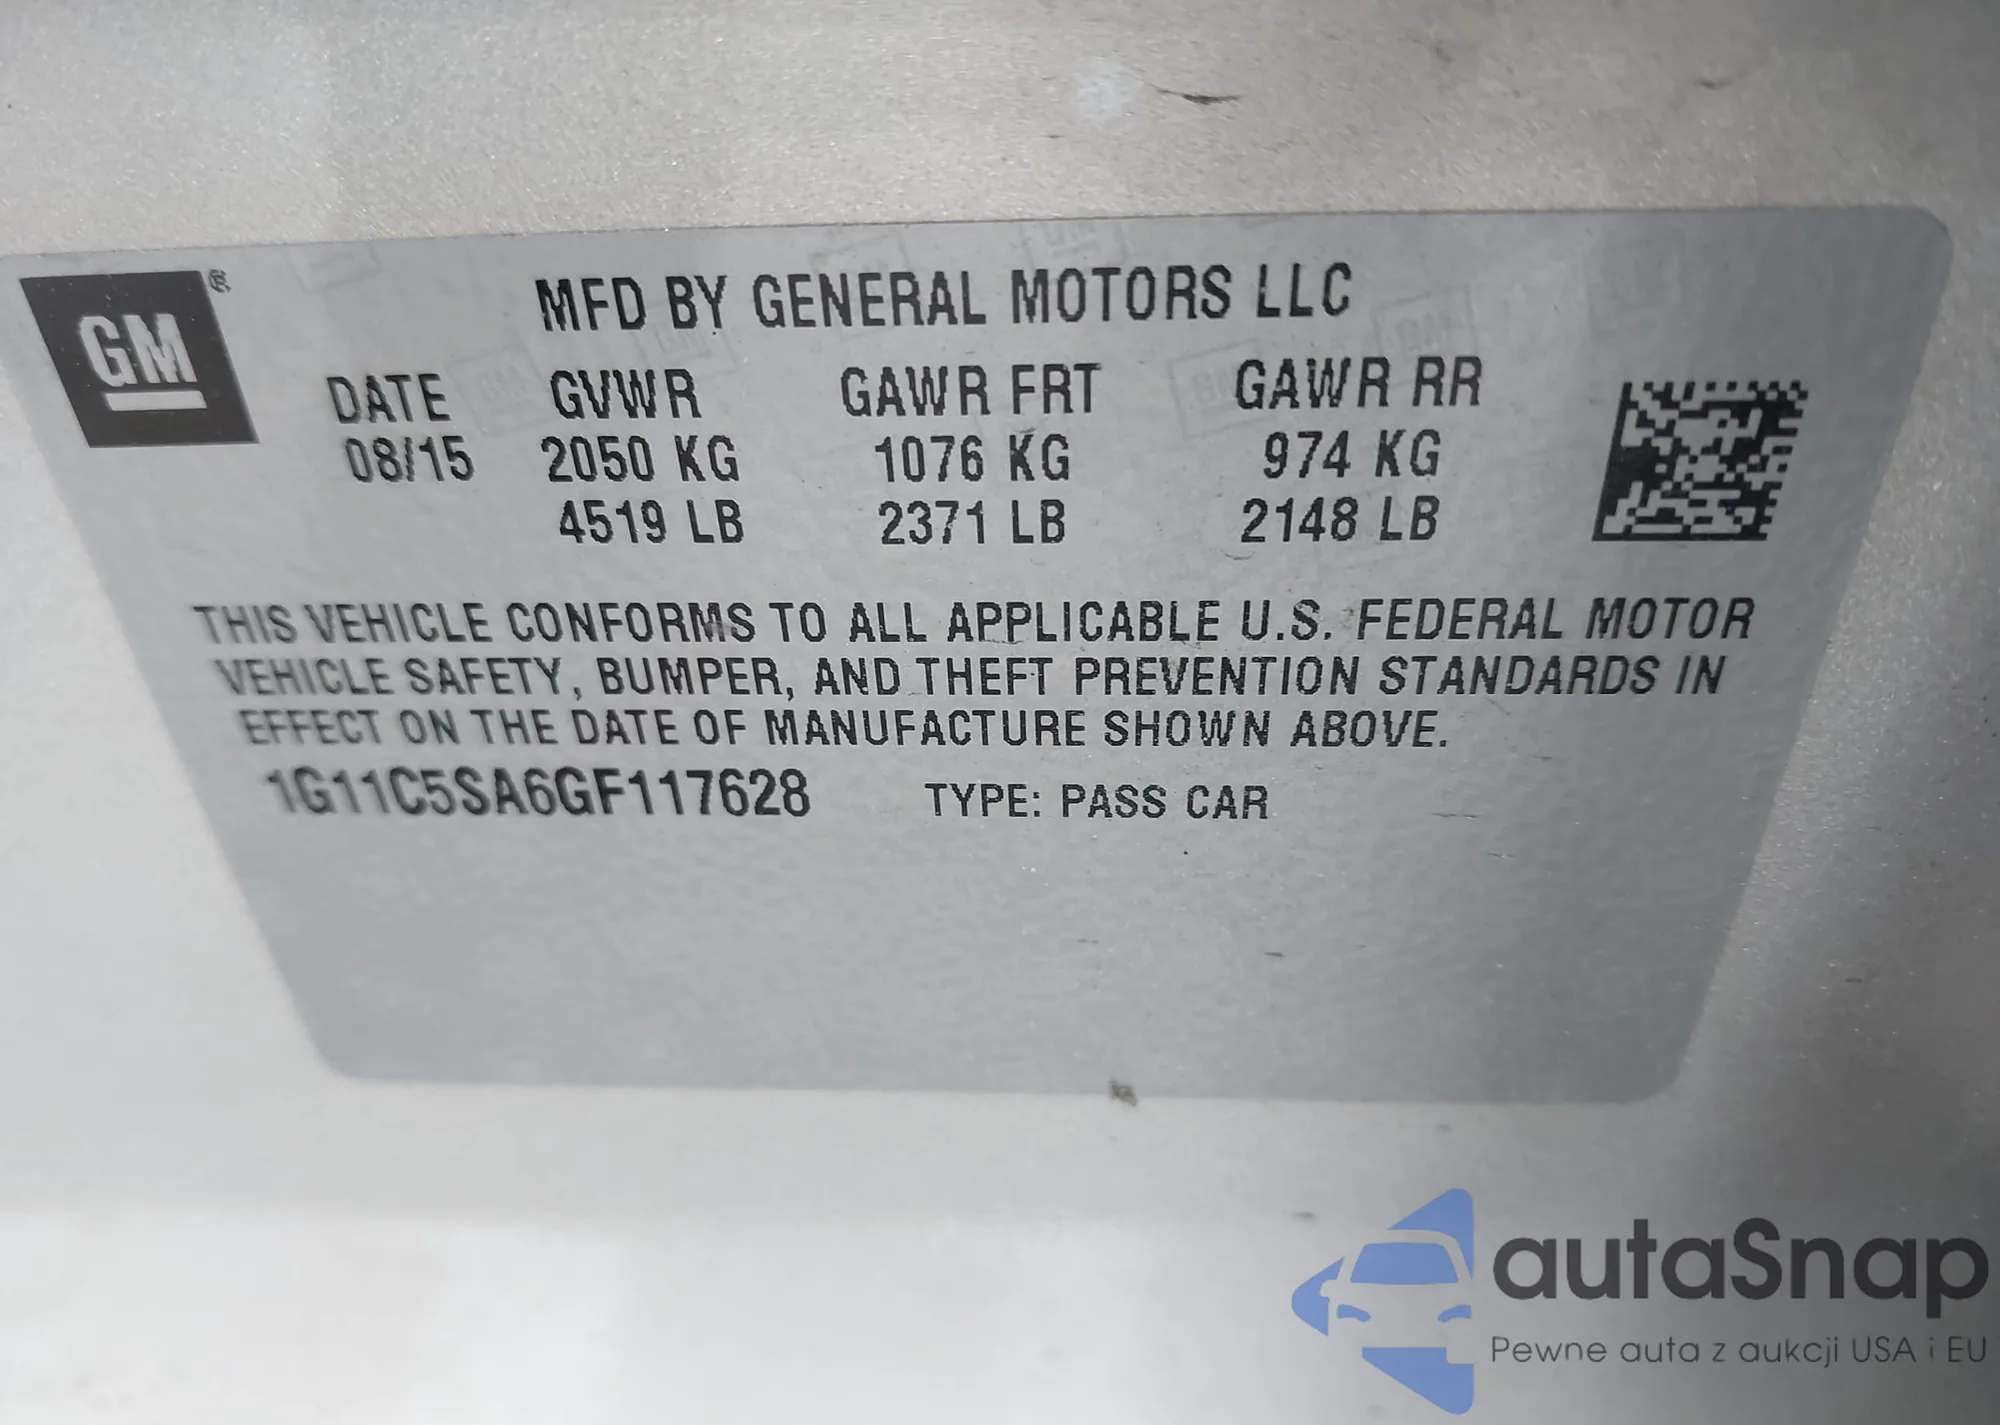 GM ®
MFD BY GENERAL MOTORS LLC
DATE GVWR GAWR FRT GAWR RR
08/15 2050 KG 1076 KG 974 KG
4519 LB 2371 LB 2148 LB
THIS VEHICLE CONFORMS TO ALL APPLICABLE U.S. FEDERAL MOTOR
VEHICLE SAFETY, BUMPER, AND THEFT PREVENTION STANDARDS IN
EFFECT ON THE DATE OF MANUFACTURE SHOWN ABOVE.
1G11C5SA6GF117628 TYPE: PASS CAR
autaSnap
Pewne auta z aukcji USA i EU